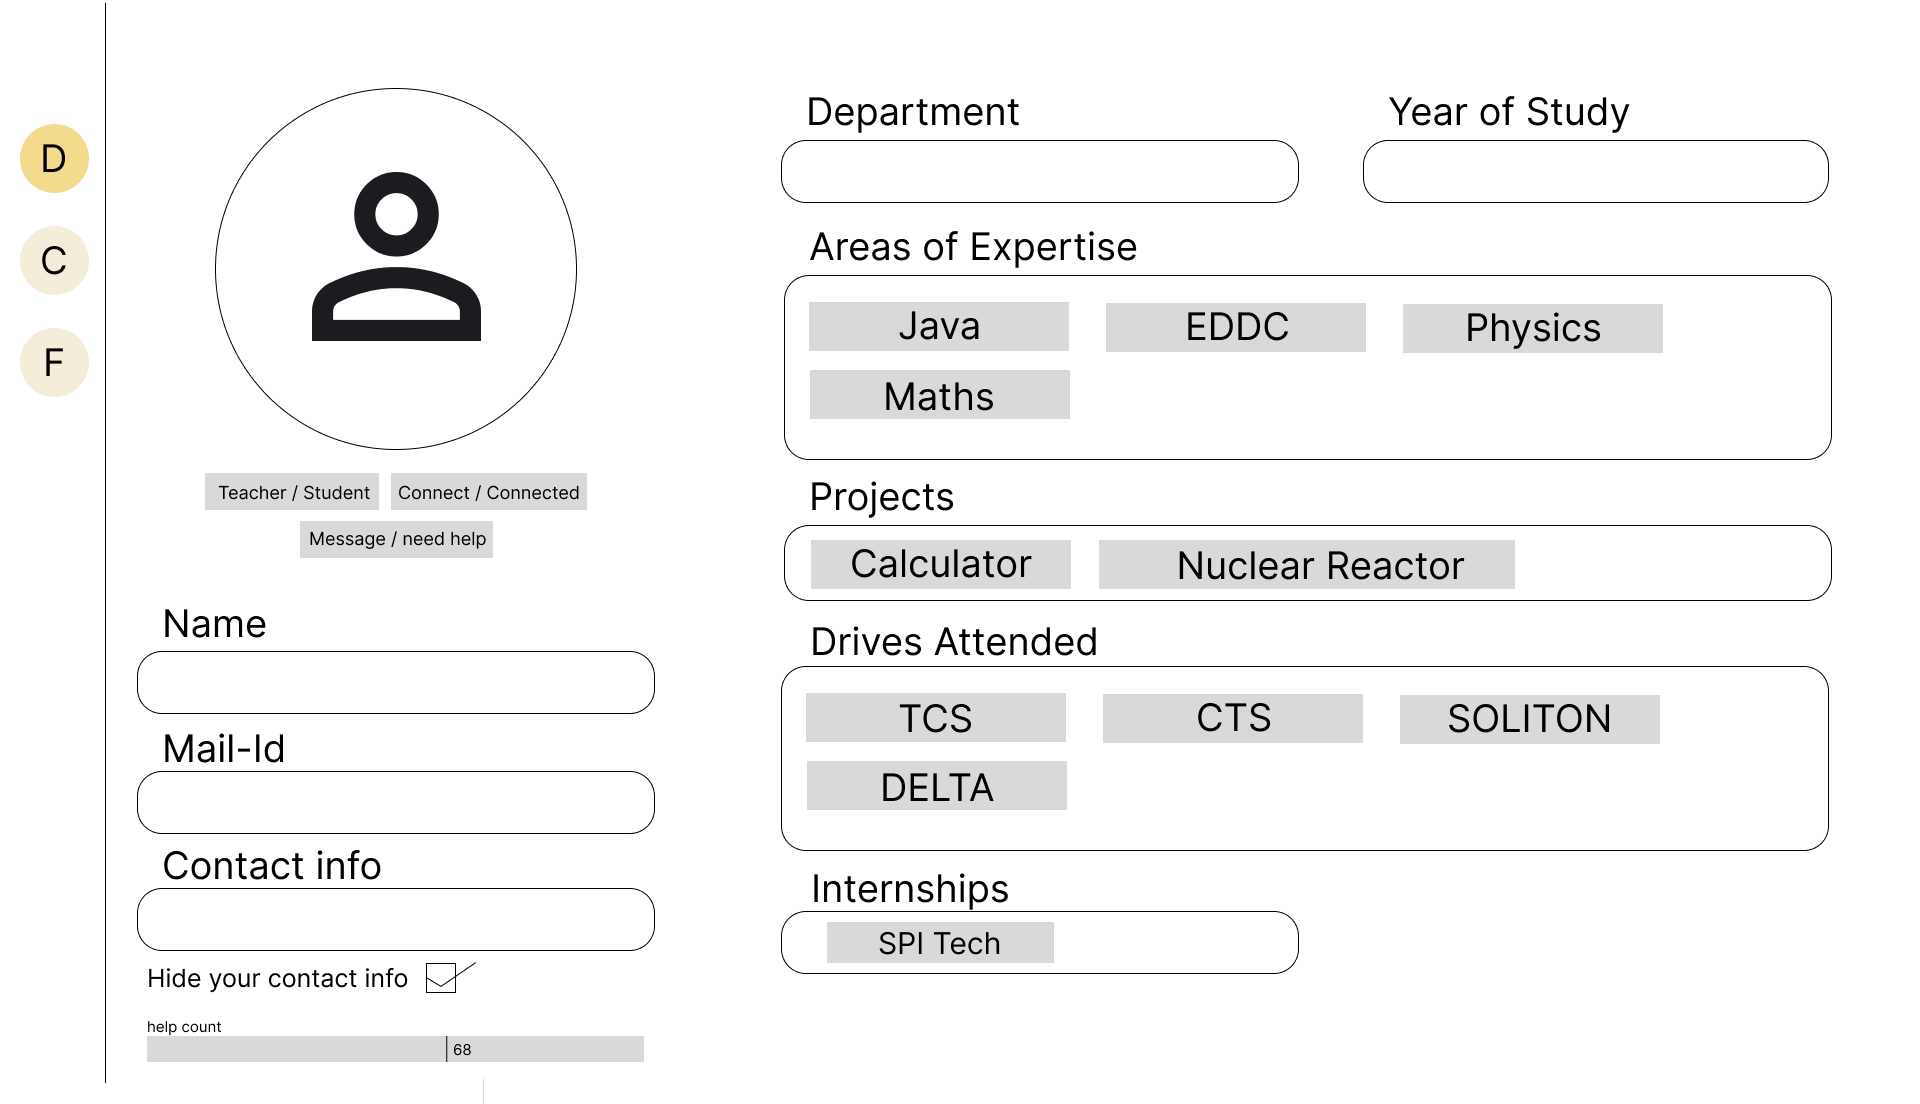 D
C
F
Teacher / Student
Connect / Connected
Message / need help
Name
Mail-Id
Contact info
Hide your contact info
help count
68
Department
Year of Study
Areas of Expertise
Java
EDDC
Physics
Maths
Projects
Calculator
Nuclear Reactor
Drives Attended
TCS
CTS
SOLITON
DELTA
Internships
SPI Tech